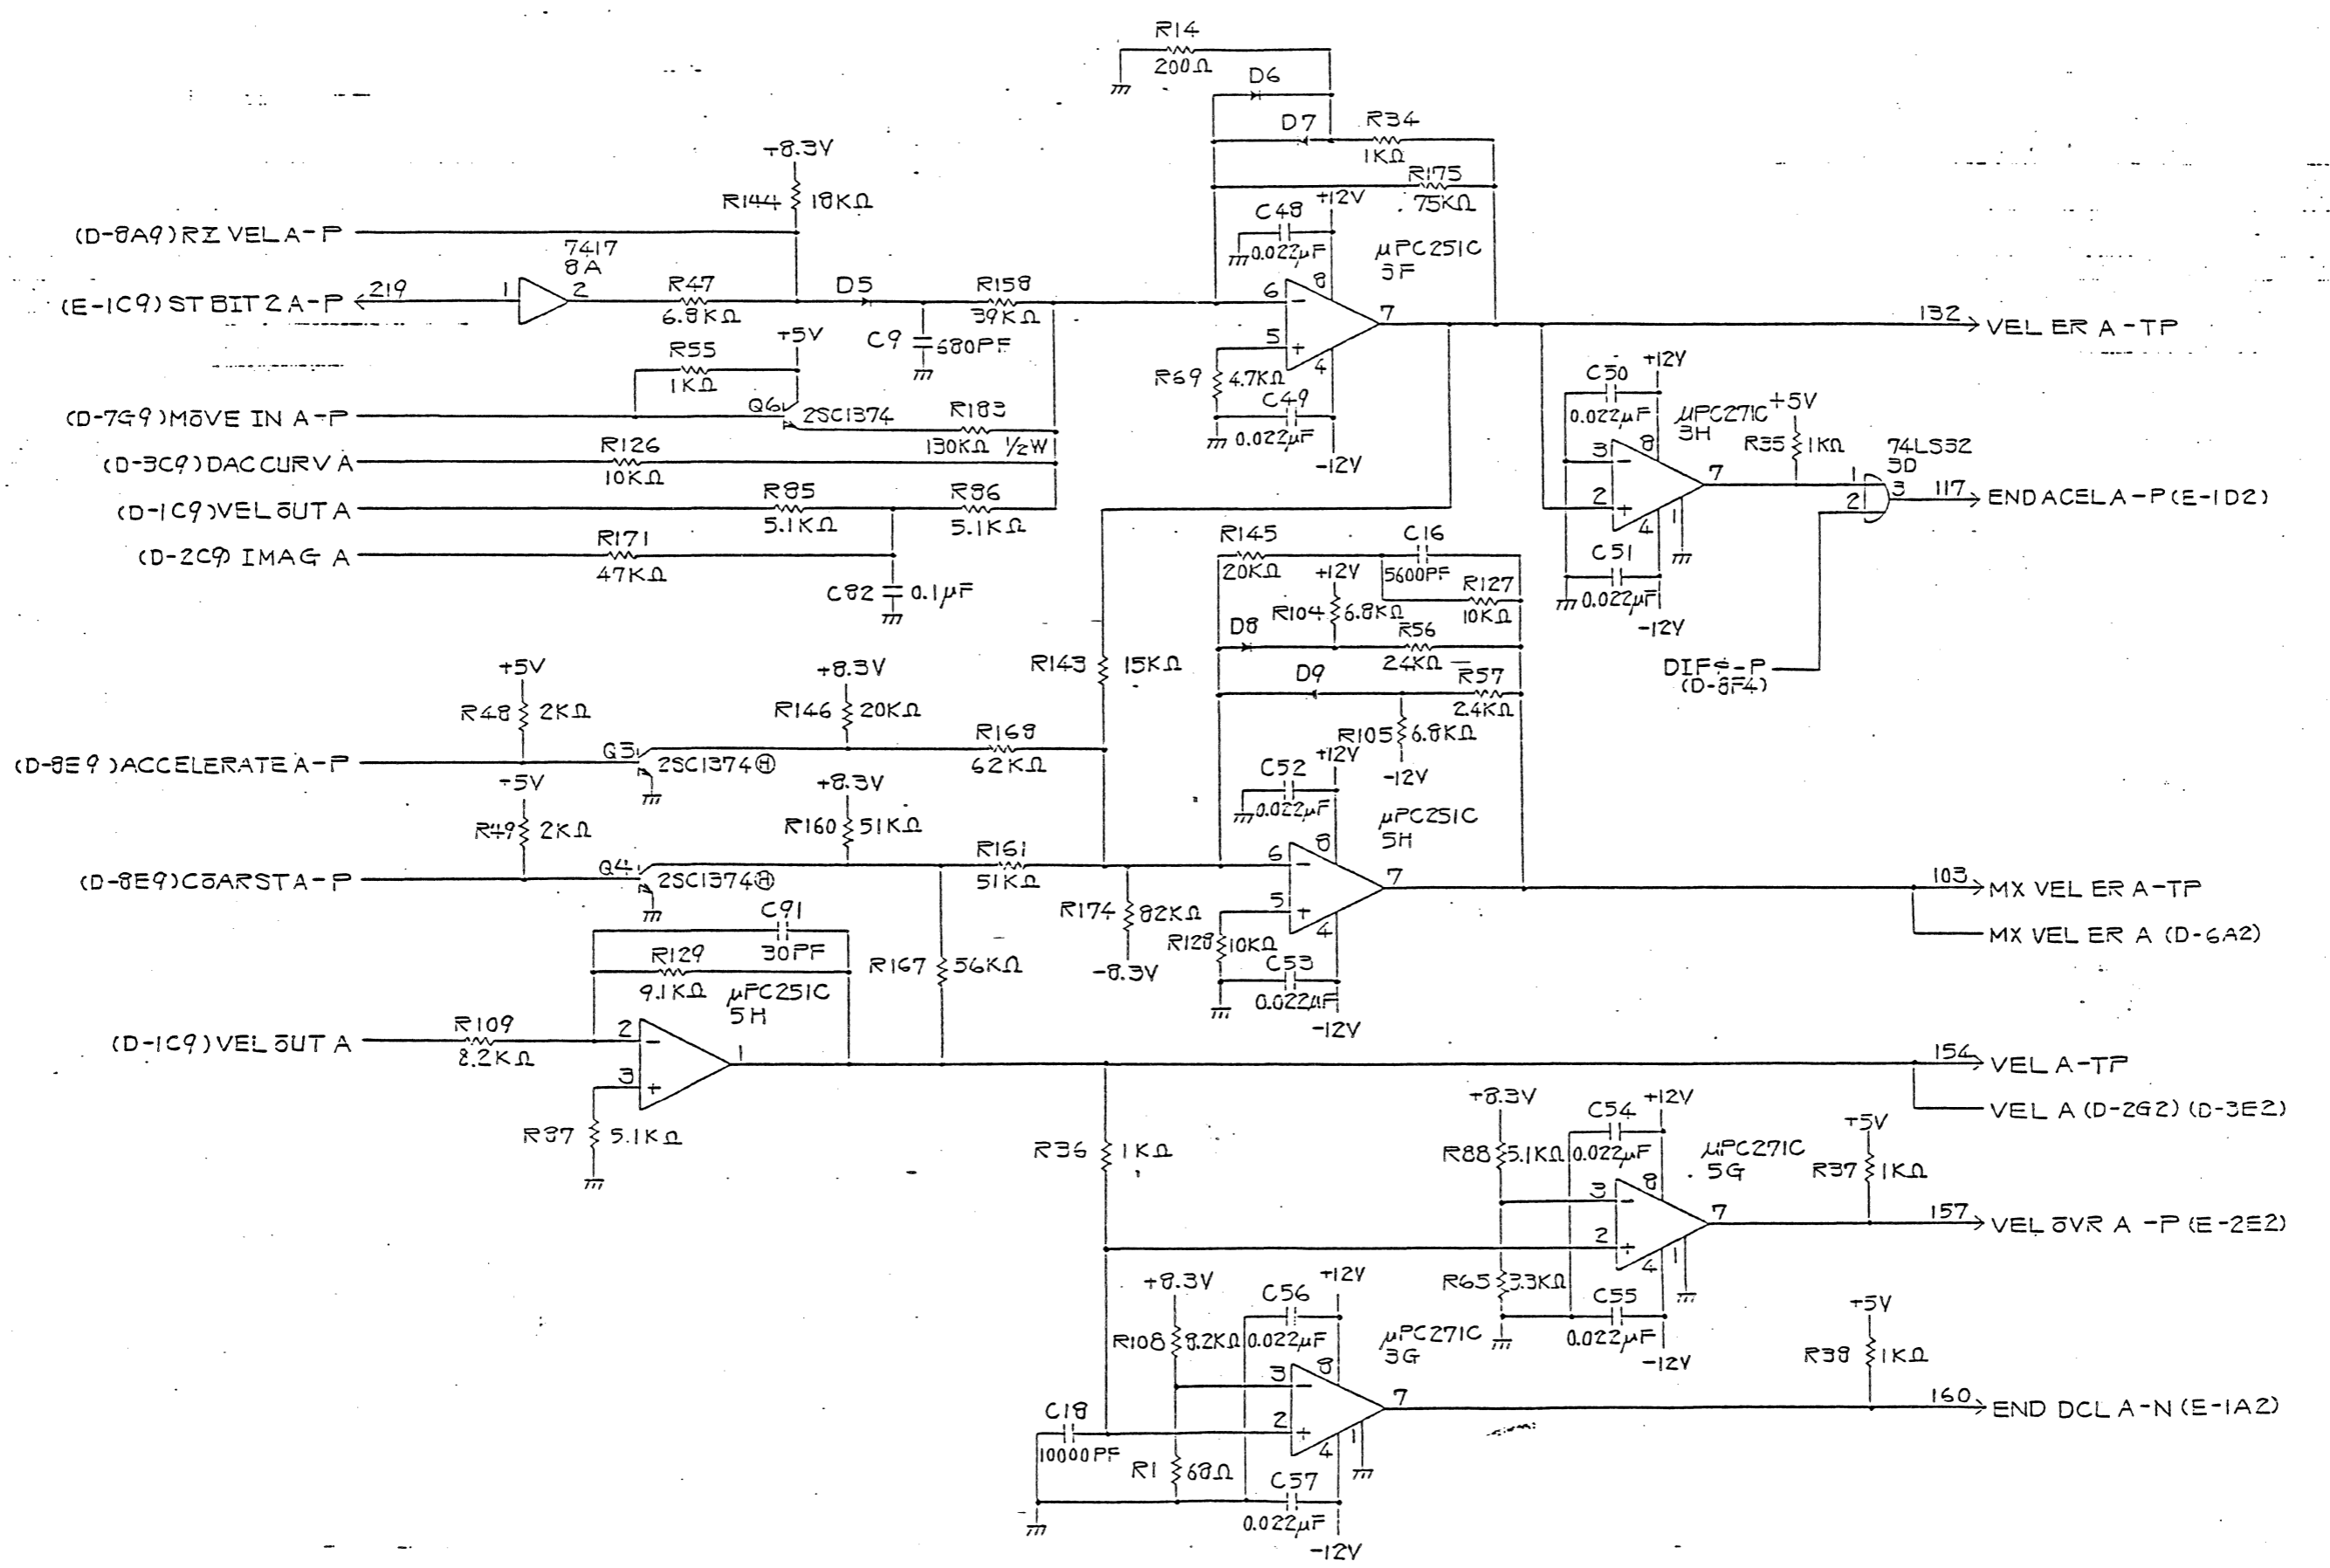 R14
200Ω
D6
D7
R34
1KΩ
R175
75KΩ
+8.3V
R144
18KΩ
+12V
C48
0.022μF
μPC251C
(D-8A9)RZ VEL A-P
7417
8A
(E-1C9)ST BIT 2 A-P
219
1
2
R47
6.8KΩ
D5
R158
39KΩ
6
-
8
7
132
VEL ER A-TP
+5V
C9
680PF
5
+
4
R55
1KΩ
R69
4.7KΩ
C49
0.022μF
-12V
(D-7G9)MŌVE IN A-P
Q6
2SC1374
R183
130KΩ 1/2W
(D-3C9)DAC CURV A
R126
10KΩ
+12V
C50
0.022μF
μPC271C
3H
+5V
R35
1KΩ
74LS32
3D
3
-
8
7
1
2
3
117
ENDACELA-P(E-1D2)
2
+
4
1
(D-1C9)VEL ŌUT A
R85
5.1KΩ
R86
5.1KΩ
(D-2C9) IMAG A
R171
47KΩ
C82
0.1μF
C51
0.022μF
-12V
R145
20KΩ
C16
5600PF
+12V
R104
6.8KΩ
R127
10KΩ
D8
R56
2.4KΩ
D9
R57
2.4KΩ
R105
6.8KΩ
-12V
R143
15KΩ
(D-8F4)
+5V
R48
2KΩ
+8.3V
R146
20KΩ
(D-8E9)ACCELERATE A-P
Q3
2SC1374Ⓗ
R168
62KΩ
+12V
C52
0.022μF
μPC251C
5H
+5V
R49
2KΩ
+8.3V
R160
51KΩ
(D-8E9)CŌARST A-P
Q4
2SC1374Ⓗ
R161
51KΩ
6
-
8
7
103
MX VEL ER A-TP
R174
82KΩ
-8.3V
5
+
4
R128
10KΩ
MX VEL ER A (D-6A2)
C53
0.022μF
-12V
C91
30PF
R129
9.1KΩ
μPC251C
5H
R167
56KΩ
(D-1C9)VEL ŌUT A
R109
8.2KΩ
2
-
1
3
+
154
VEL A-TP
VEL A (D-2G2) (D-3E2)
R87
5.1KΩ
R36
1KΩ
+8.3V
R88
5.1KΩ
C54
0.022μF
+12V
μPC271C
5G
+5V
R37
1KΩ
3
-
8
7
157
VEL ŌVR A-P (E-2E2)
2
+
4
1
R65
3.3KΩ
C55
0.022μF
-12V
+8.3V
R108
8.2KΩ
C56
0.022μF
+12V
μPC271C
3G
+5V
R38
1KΩ
3
-
8
7
160
END DCL A-N (E-1A2)
C18
10000PF
2
+
4
1
R1
68Ω
C57
0.022μF
-12V